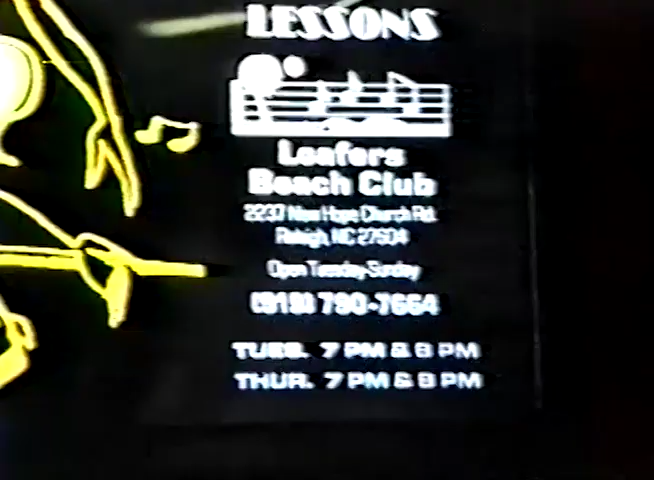 LESSONS
Loafers
Beach Club
2237 New Hope Church Rd.
Raleigh, NC 27604
Open Tuesday-Sunday
(919) 790-7664
TUES. 7 PM & 8 PM
THUR. 7 PM & 8 PM